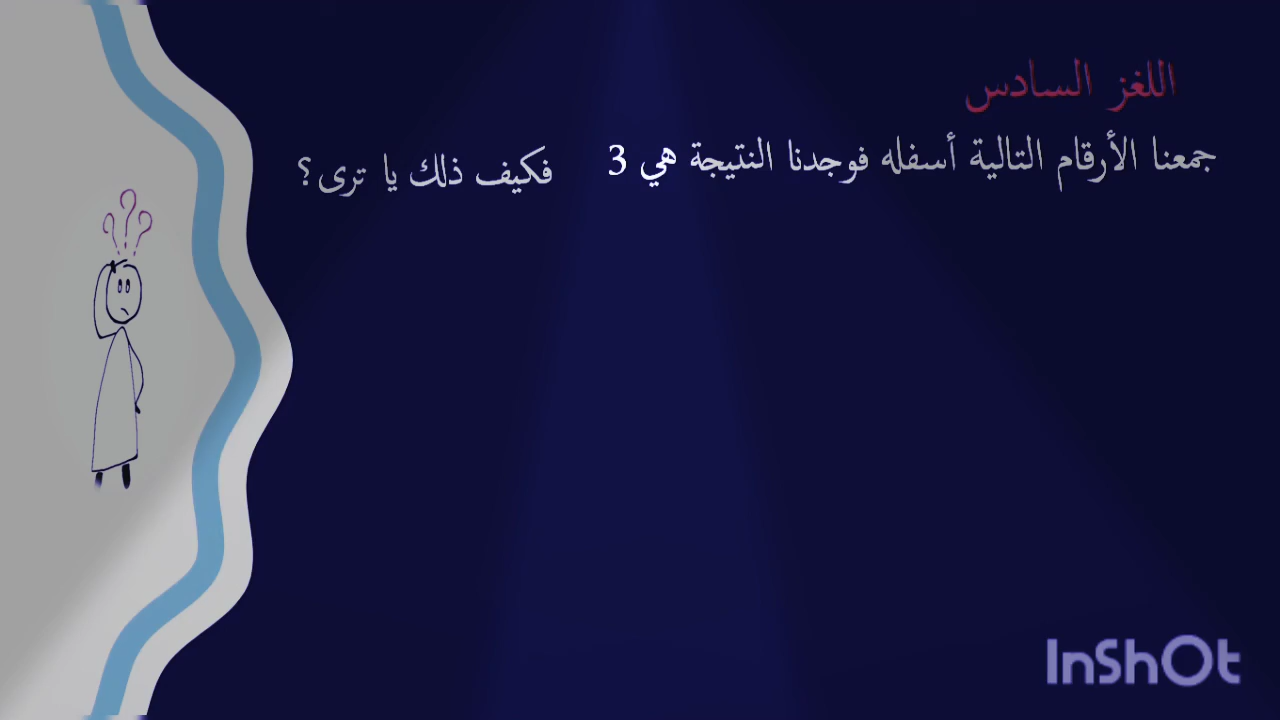 اللغز السادس
جمعنا الأرقام التالية أسفله فوجدنا النتيجة هي 3 فكيف ذلك يا ترى؟
InShOt